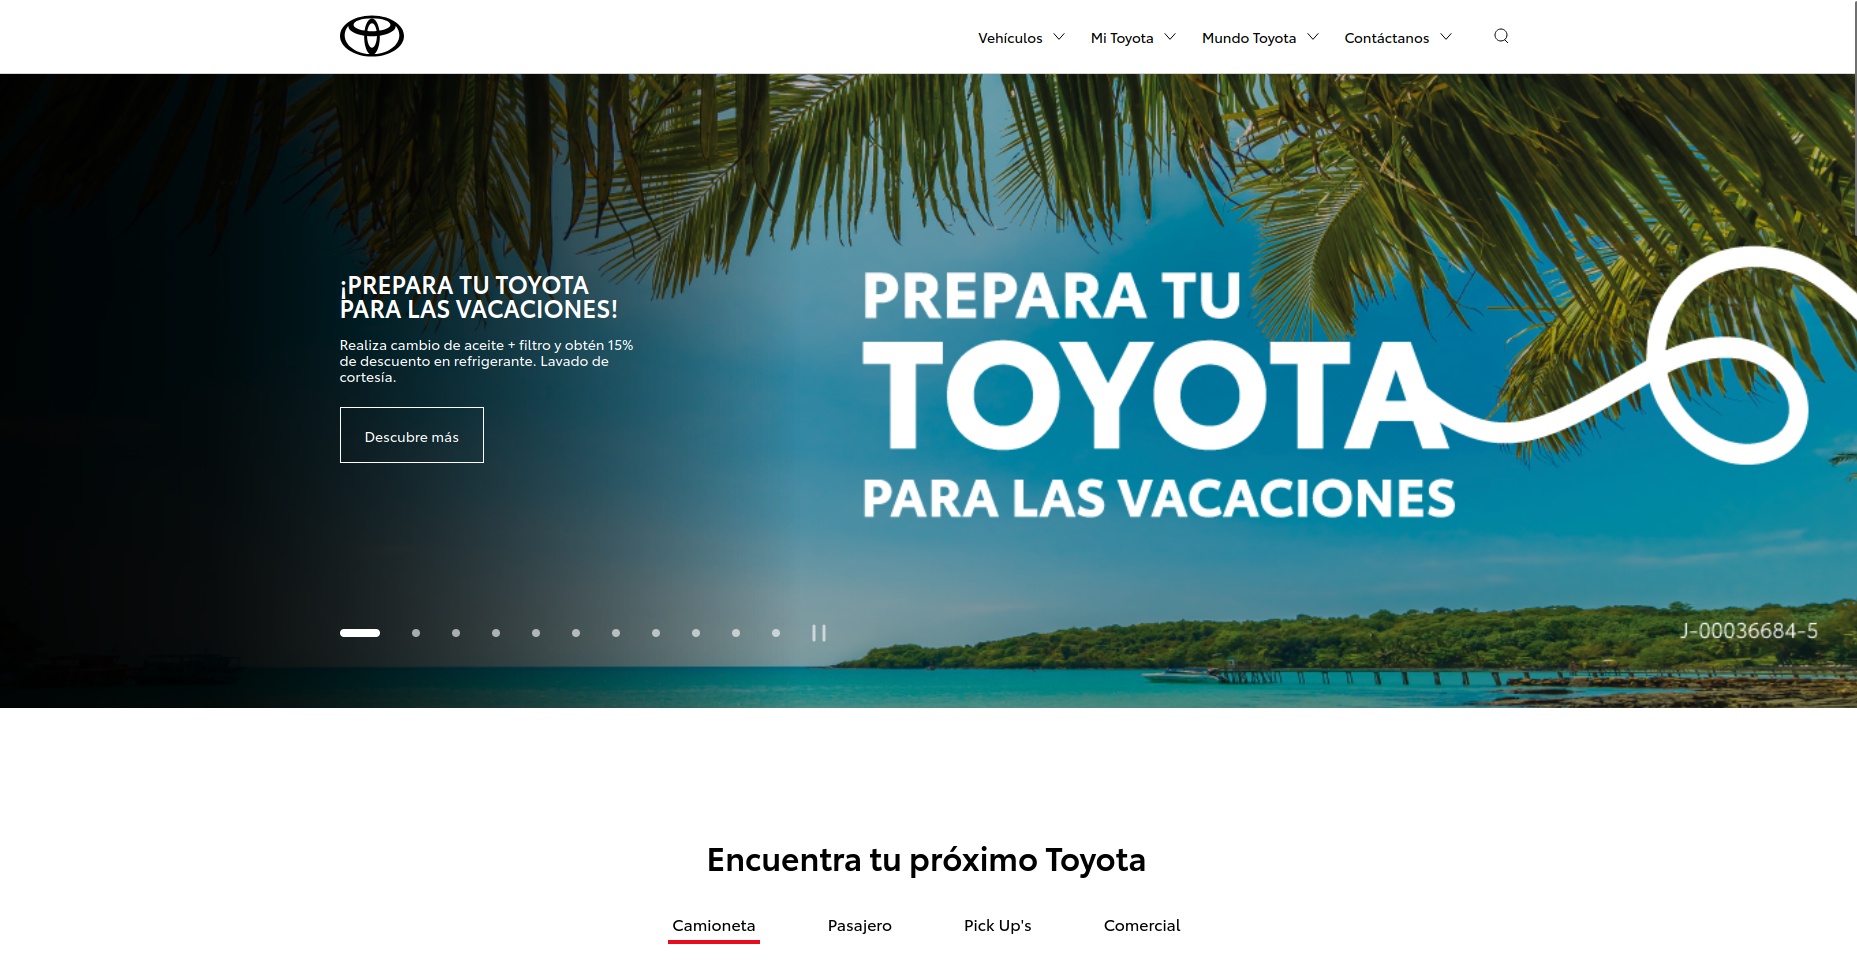 Vehículos
Mi Toyota
Mundo Toyota
Contáctanos
¡PREPARA TU TOYOTA
PARA LAS VACACIONES!
Realiza cambio de aceite + filtro y obtén 15%
de descuento en refrigerante. Lavado de
cortesía.
Descubre más
PREPARA TU
TOYOTA
PARA LAS VACACIONES
J-00036684-5
Encuentra tu próximo Toyota
Camioneta
Pasajero
Pick Up's
Comercial